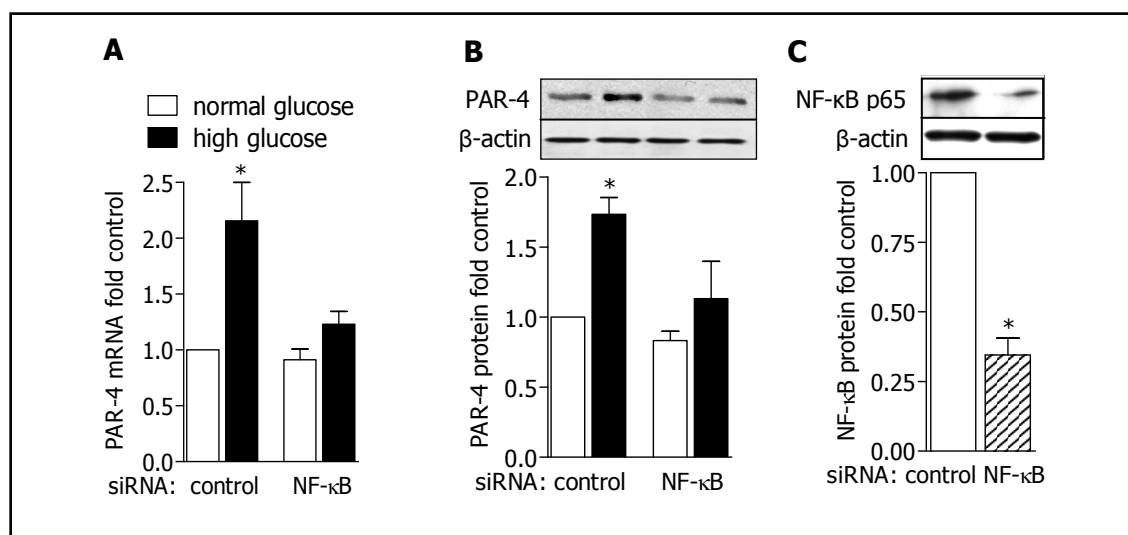 A
normal glucose
high glucose
PAR-4 mRNA fold control
2.5
2.0
1.5
1.0
0.5
0.0
*
siRNA: control NF-κB
B
PAR-4
β-actin
PAR-4 protein fold control
2.0
1.5
1.0
0.5
0.0
*
siRNA: control NF-κB
C
NF-κB p65
β-actin
NF-κB protein fold control
1.00
0.75
0.50
0.25
0.00
*
siRNA: control NF-κB